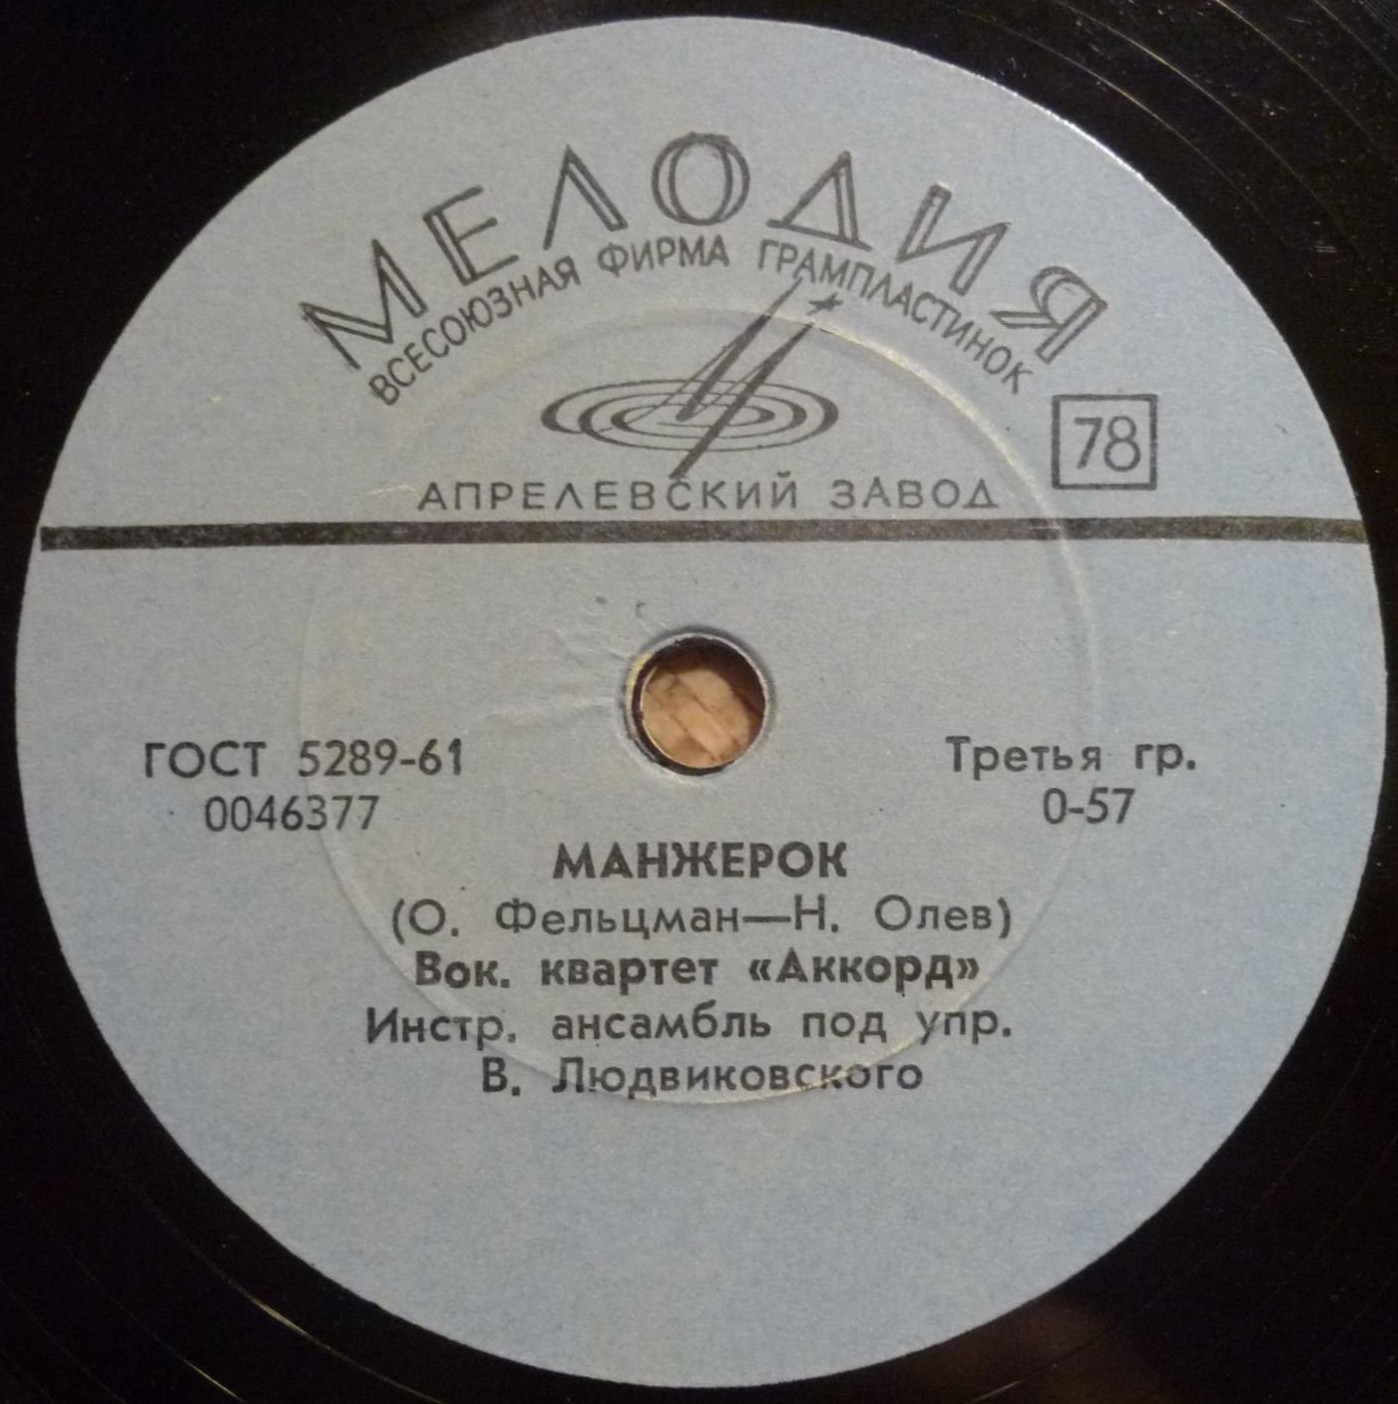 МЕЛОДИЯ
ВСЕСОЮЗНАЯ ФИРМА ГРАМПЛАСТИНОК
78
АПРЕЛЕВСКИЙ ЗАВОД
ГОСТ 5289-61
0046377
Третья гр.
0-57
МАНЖЕРОК
(О. Фельцман—Н. Олев)
Вок. квартет «Аккорд»
Инстр. ансамбль под упр.
В. Людвиковского